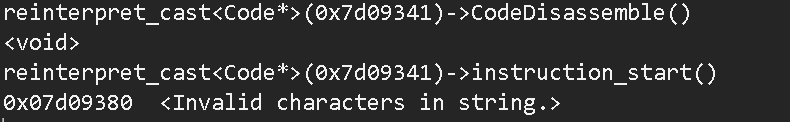 reinterpret_cast<Code*>(0x7d09341)->CodeDisassemble()
<void>
reinterpret_cast<Code*>(0x7d09341)->instruction_start()
0x07d09380  <Invalid characters in string.>